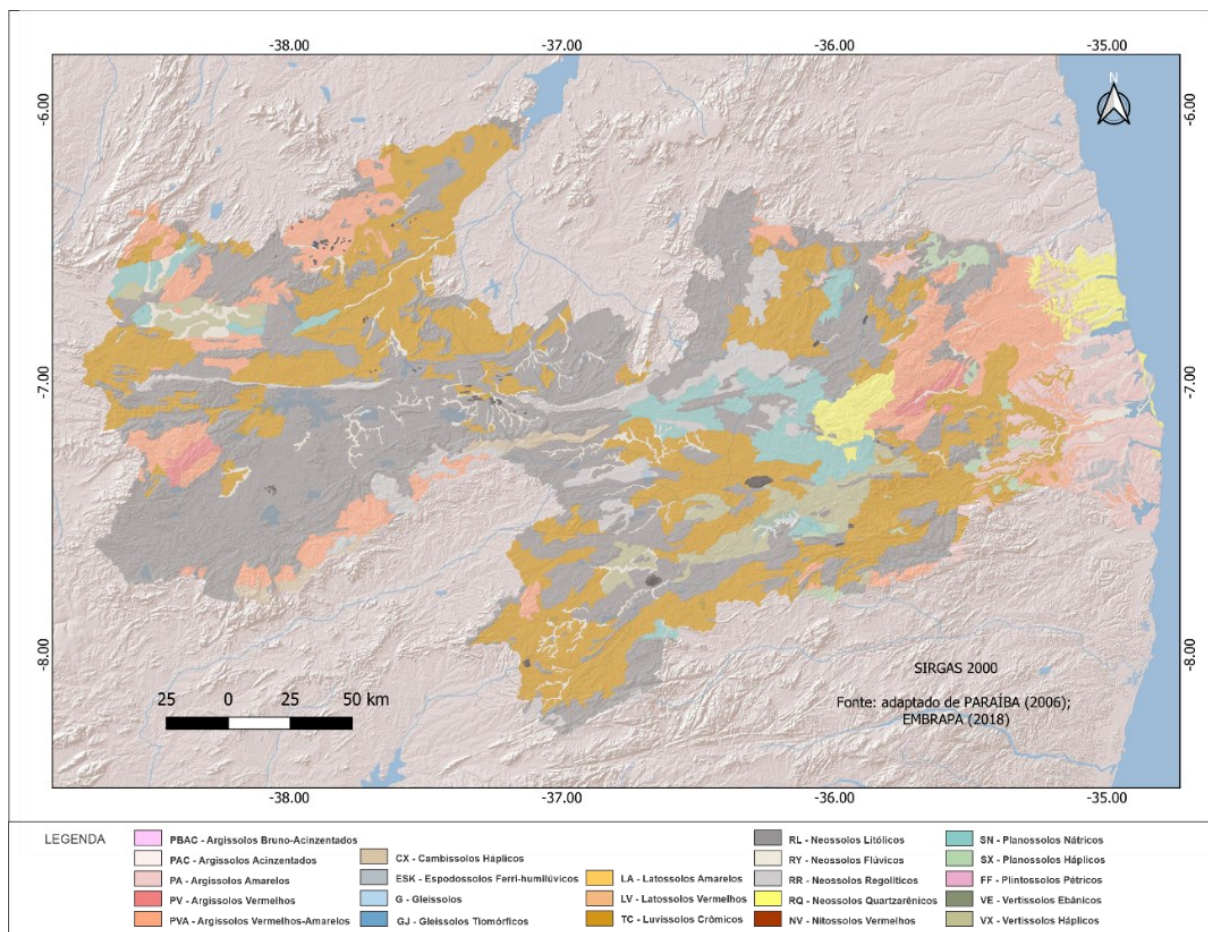 -38.00 -37.00 -36.00 -35.00
-6.00 -6.00
N
-7.00 -7.00
-8.00 -8.00
SIRGAS 2000
25 0 25 50 km
Fonte: adaptado de PARAÍBA (2006);
EMBRAPA (2018)
-38.00 -37.00 -36.00 -35.00
LEGENDA
PBAC - Argissolos Bruno-Acinzentados
PAC - Argissolos Acinzentados
PA - Argissolos Amarelos
PV - Argissolos Vermelhos
PVA - Argissolos Vermelhos-Amarelos
CX - Cambissolos Háplicos
ESK - Espodossolos Ferri-humilúvicos
G - Gleissolos
GJ - Gleissolos Tiomórficos
LA - Latossolos Amarelos
LV - Latossolos Vermelhos
TC - Luvissolos Crômicos
RL - Neossolos Litólicos
RY - Neossolos Flúvicos
RR - Neossolos Regolíticos
RQ - Neossolos Quartzarênicos
NV - Nitossolos Vermelhos
SN - Planossolos Nátricos
SX - Planossolos Háplicos
FF - Plintossolos Pétricos
VE - Vertissolos Ebânicos
VX - Vertissolos Háplicos